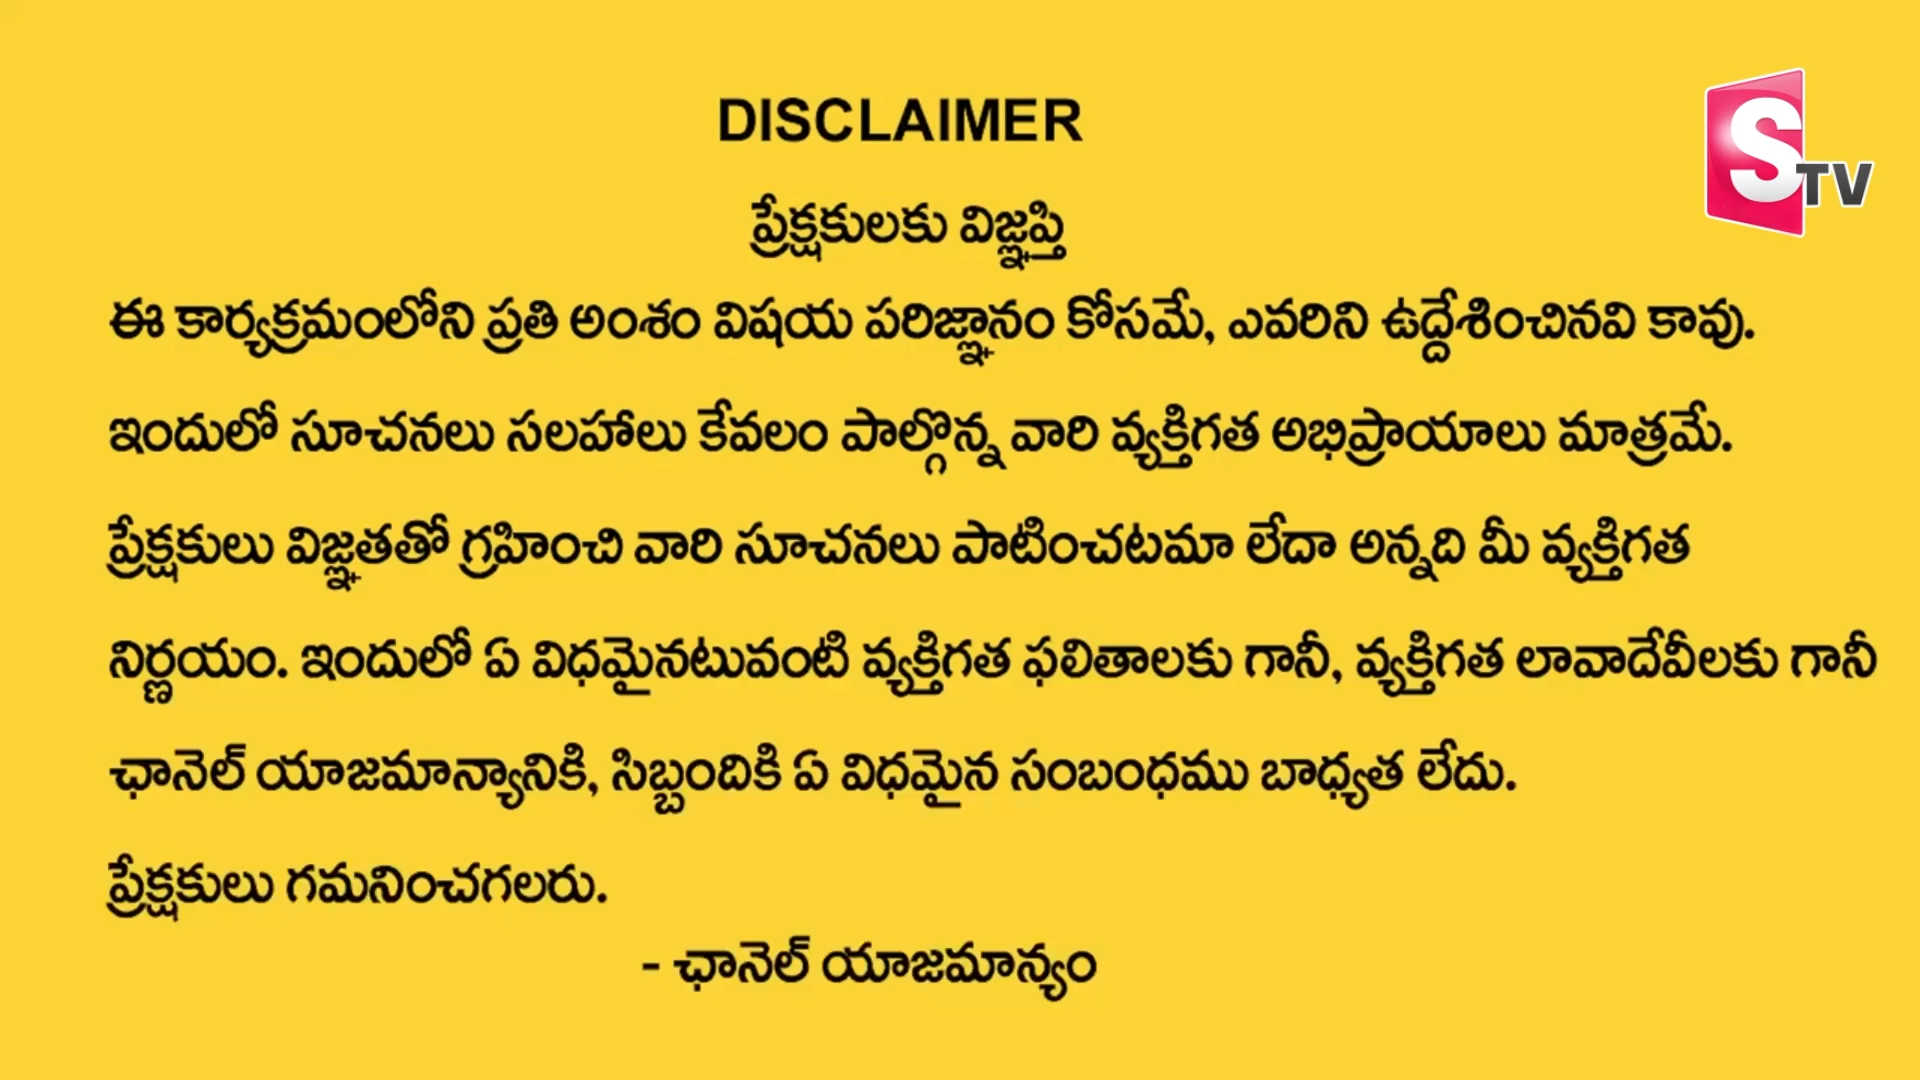 DISCLAIMER
S TV
ప్రేక్షకులకు విజ్ఞప్తి
ఈ కార్యక్రమంలోని ప్రతి అంశం విషయ పరిజ్ఞానం కోసమే, ఎవరిని ఉద్దేశించినవి కావు.
ఇందులో సూచనలు సలహాలు కేవలం పాల్గొన్న వారి వ్యక్తిగత అభిప్రాయాలు మాత్రమే.
ప్రేక్షకులు విజ్ఞతతో గ్రహించి వారి సూచనలు పాటించటమా లేదా అన్నది మీ వ్యక్తిగత
నిర్ణయం. ఇందులో ఏ విధమైనటువంటి వ్యక్తిగత ఫలితాలకు గానీ, వ్యక్తిగత లావాదేవీలకు గానీ
ఛానెల్ యాజమాన్యానికి, సిబ్బందికి ఏ విధమైన సంబంధము బాధ్యత లేదు.
ప్రేక్షకులు గమనించగలరు.
- ఛానెల్ యాజమాన్యం